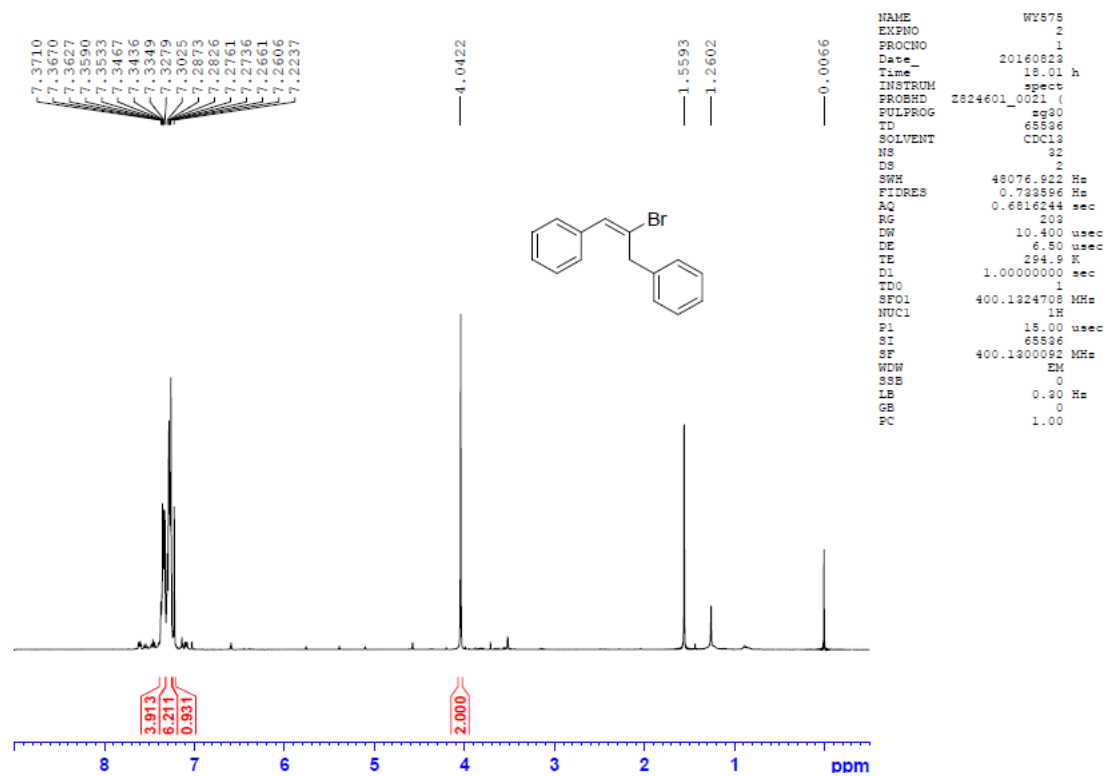 7.3710
7.3670
7.3627
7.3590
7.3533
7.3467
7.3436
7.3349
7.3279
7.3025
7.2873
7.2826
7.2761
7.2736
7.2661
7.2606
7.2237
4.0422
1.5593
1.2602
0.0066
NAME WY575
EXPNO 2
PROCNO 1
Date_ 20160823
Time 18.01 h
INSTRUM spect
PROBHD Z824601_0021 (
PULPROG zg30
TD 65536
SOLVENT CDCl3
NS 32
DS 2
SWH 48076.922 Hz
FIDRES 0.733596 Hz
AQ 0.6816244 sec
RG 203
DW 10.400 usec
DE 6.50 usec
TE 294.9 K
D1 1.00000000 sec
TD0 1
SFO1 400.1324708 MHz
NUC1 1H
P1 15.00 usec
SI 65536
SF 400.1300092 MHz
WDW EM
SSB 0
LB 0.30 Hz
GB 0
PC 1.00
Br
3.913
6.211
0.931
2.000
8 7 6 5 4 3 2 1 ppm